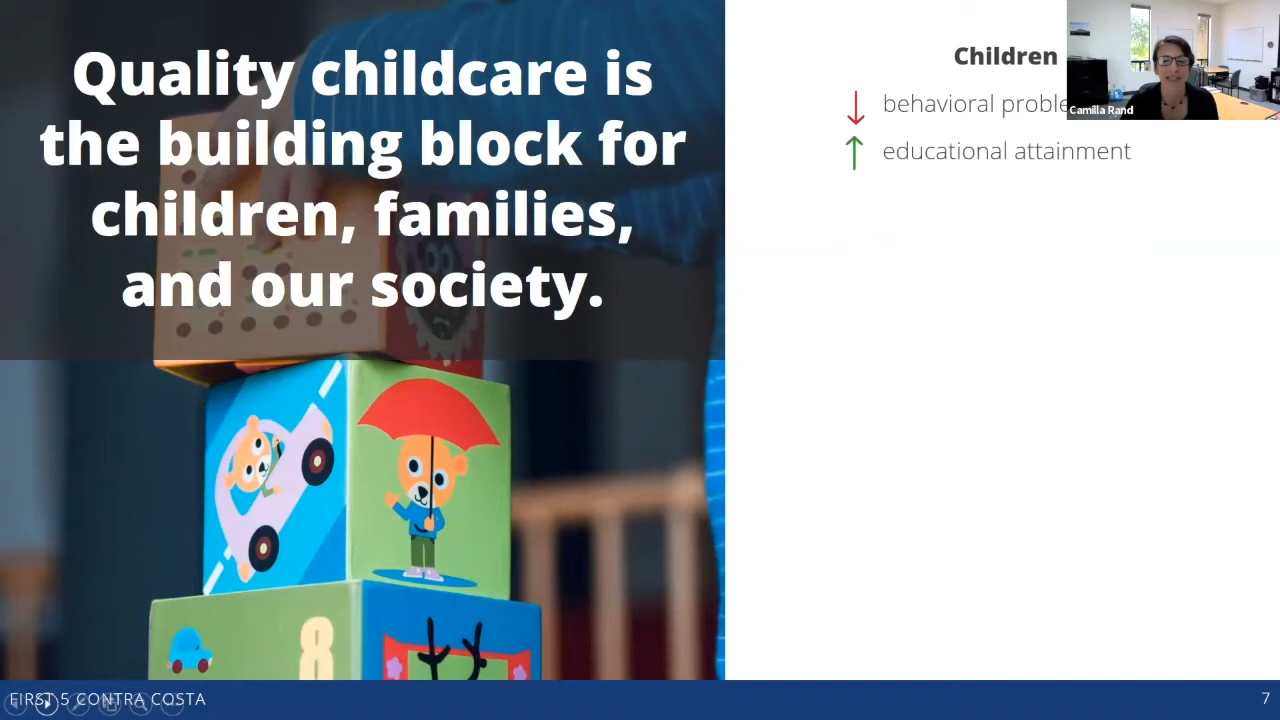 Quality childcare is
the building block for
children, families,
and our society.
Children
behavioral
educational attainment
Camilla Rand
8
FIRST 5 CONTRA COSTA
7